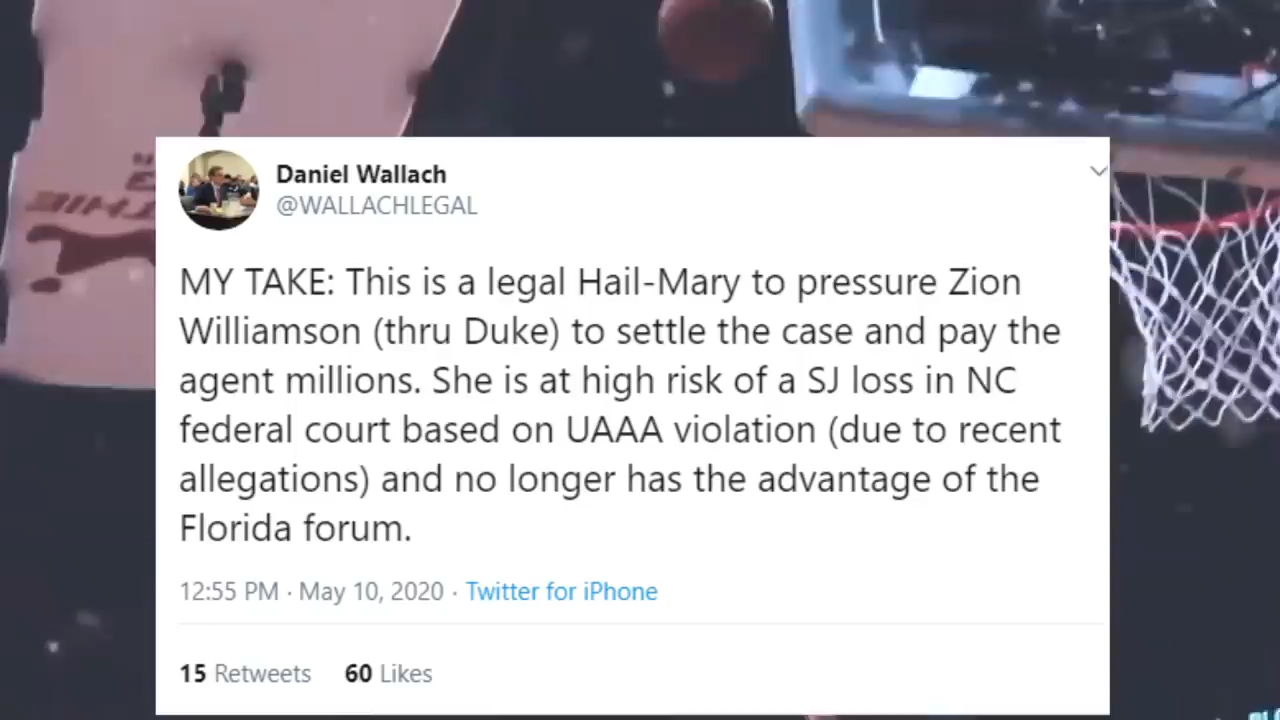 Daniel Wallach
@WALLACHLEGAL
MY TAKE: This is a legal Hail-Mary to pressure Zion
Williamson (thru Duke) to settle the case and pay the
agent millions. She is at high risk of a SJ loss in NC
federal court based on UAAA violation (due to recent
allegations) and no longer has the advantage of the
Florida forum.
12:55 PM · May 10, 2020 · Twitter for iPhone
15 Retweets 60 Likes